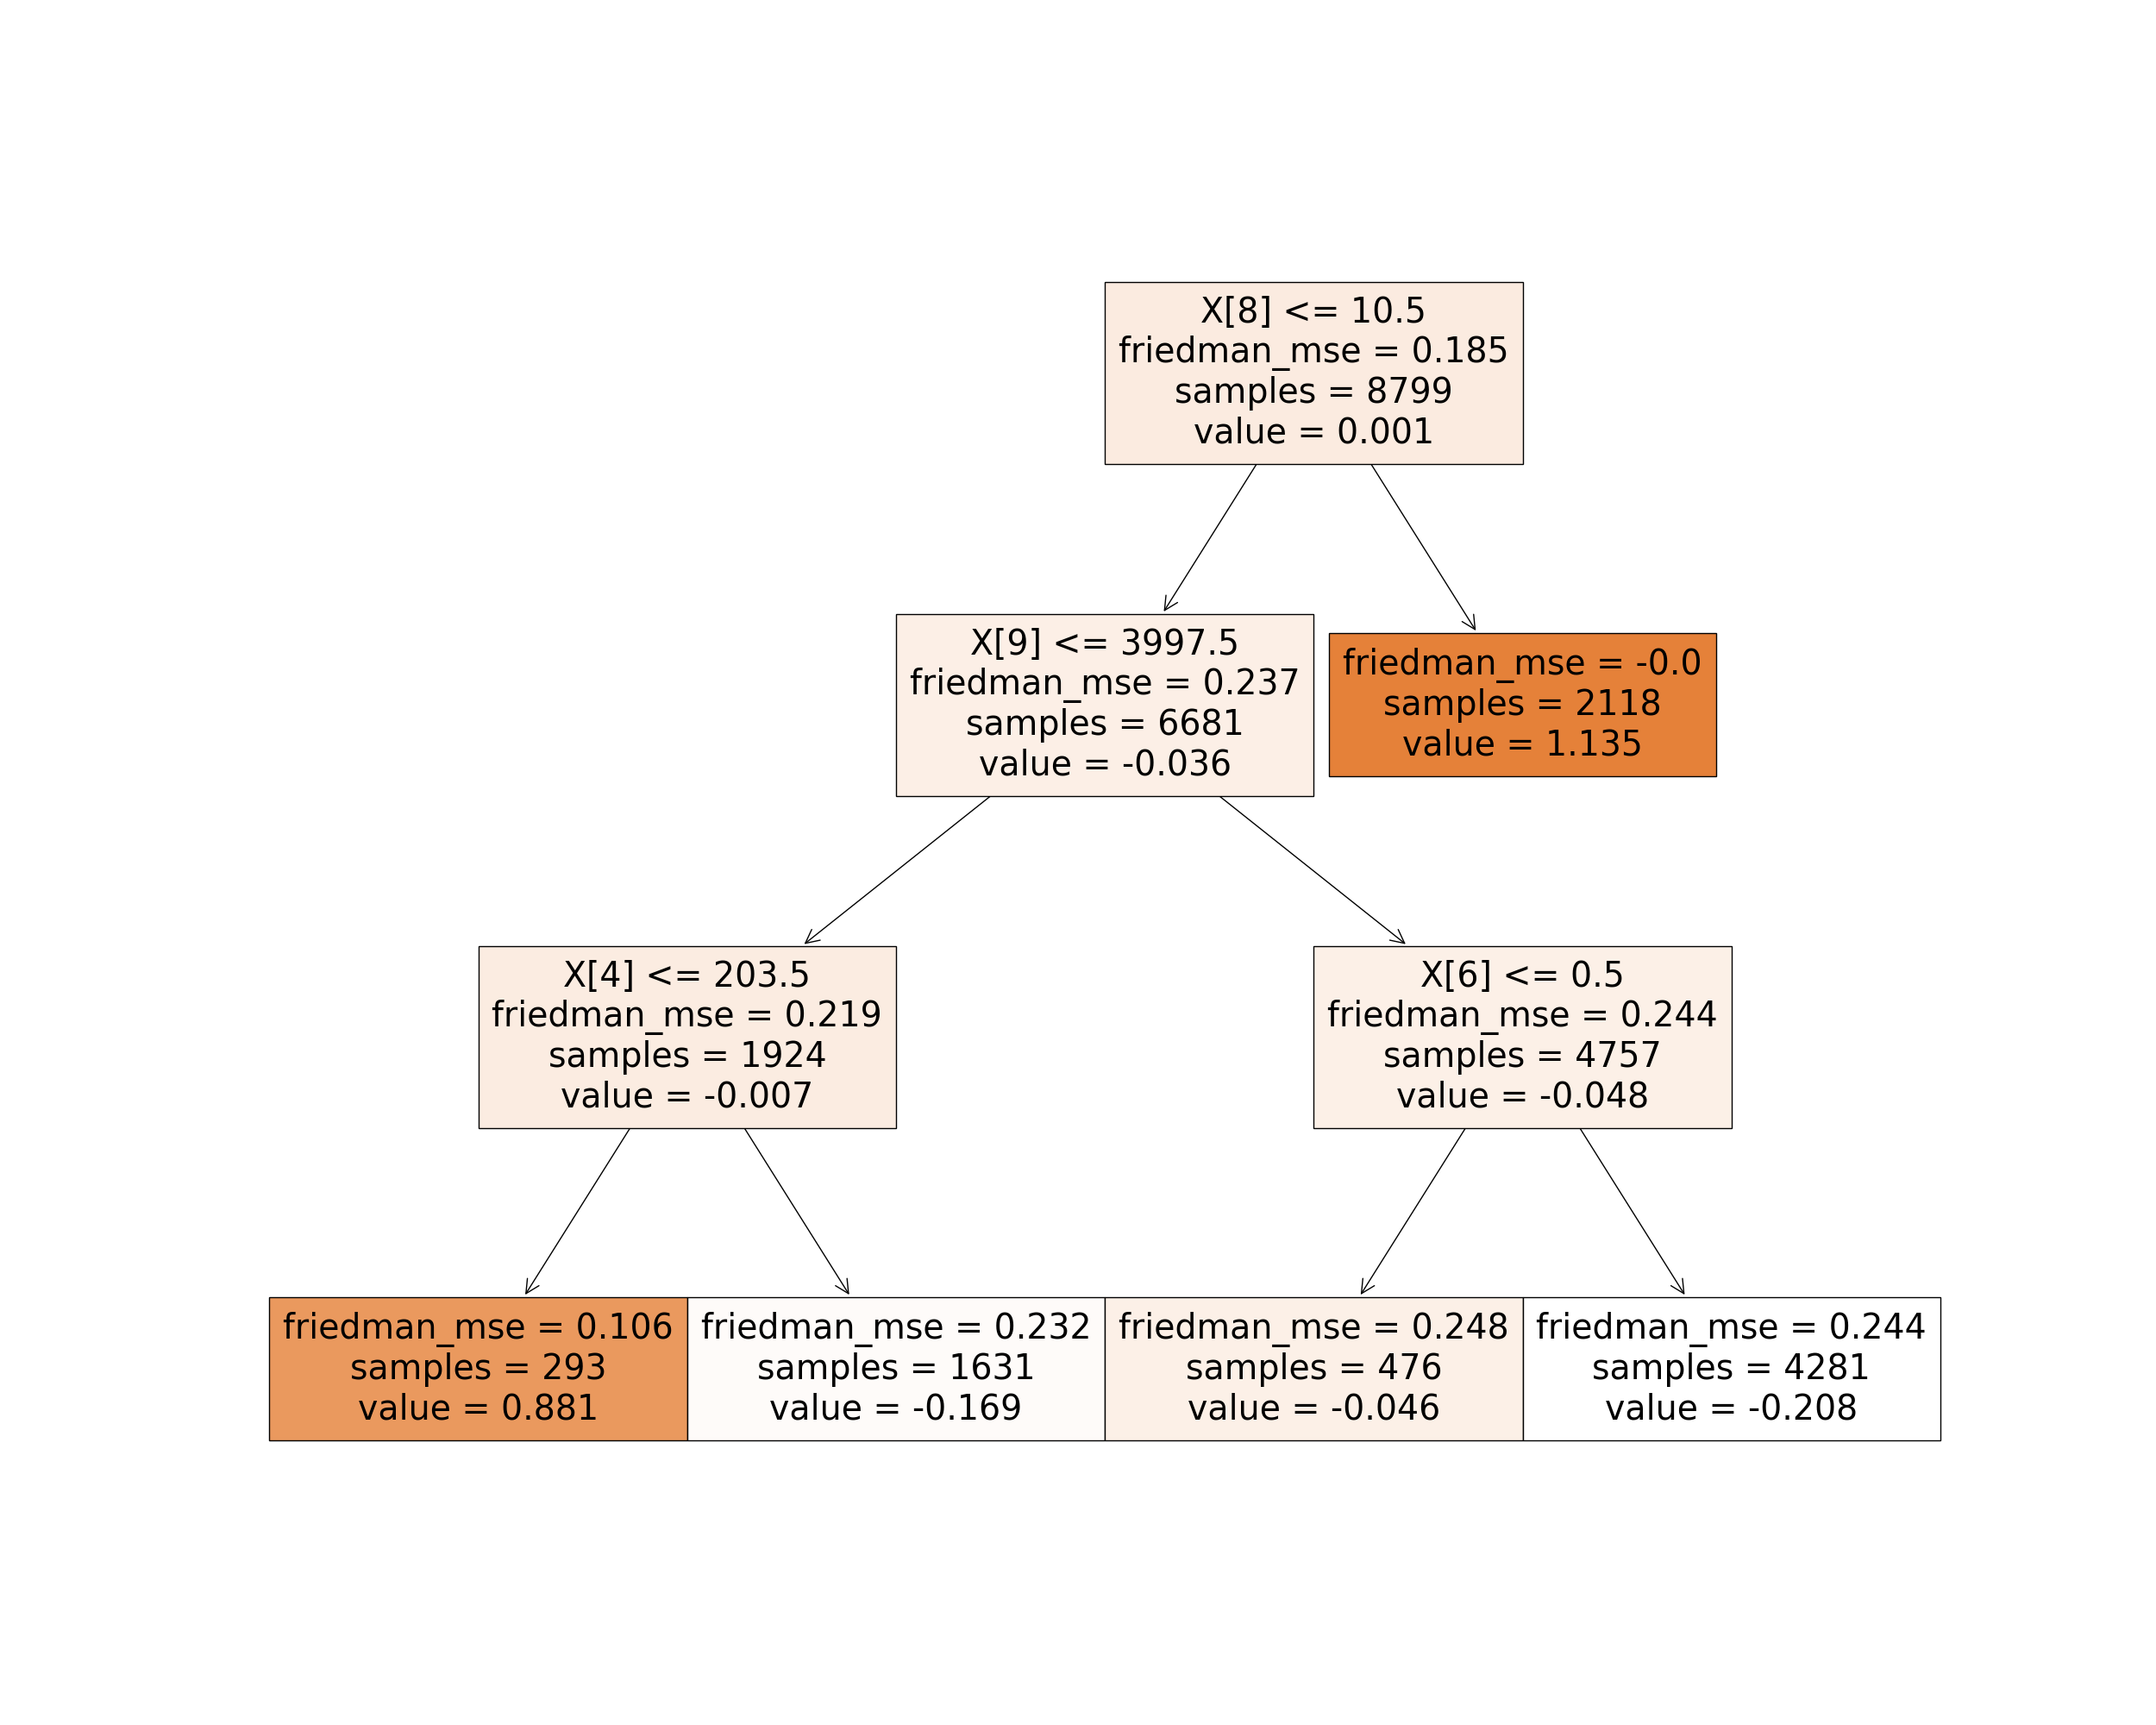 X[8] <= 10.5
friedman_mse = 0.185
samples = 8799
value = 0.001
X[9] <= 3997.5
friedman_mse = 0.237
samples = 6681
value = -0.036
friedman_mse = -0.0
samples = 2118
value = 1.135
X[4] <= 203.5
friedman_mse = 0.219
samples = 1924
value = -0.007
X[6] <= 0.5
friedman_mse = 0.244
samples = 4757
value = -0.048
friedman_mse = 0.106
samples = 293
value = 0.881
friedman_mse = 0.232
samples = 1631
value = -0.169
friedman_mse = 0.248
samples = 476
value = -0.046
friedman_mse = 0.244
samples = 4281
value = -0.208